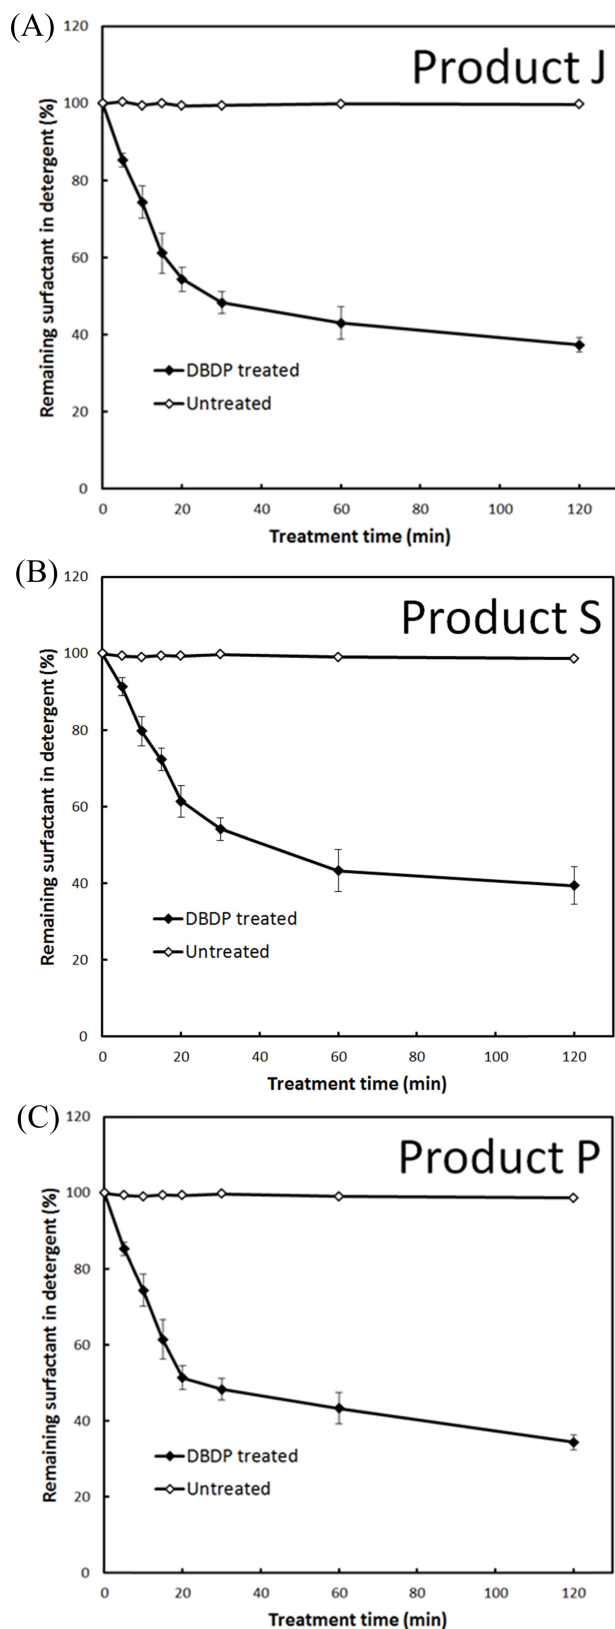 (A)
Product J
Remaining surfactant in detergent (%)
120
100
80
60
40
20
0
DBDP treated
Untreated
0 20 40 60 80 100 120
Treatment time (min)
(B)
Product S
Remaining surfactant in detergent (%)
120
100
80
60
40
20
0
DBDP treated
Untreated
0 20 40 60 80 100 120
Treatment time (min)
(C)
Product P
Remaining surfactant in detergent (%)
120
100
80
60
40
20
0
DBDP treated
Untreated
0 20 40 60 80 100 120
Treatment time (min)